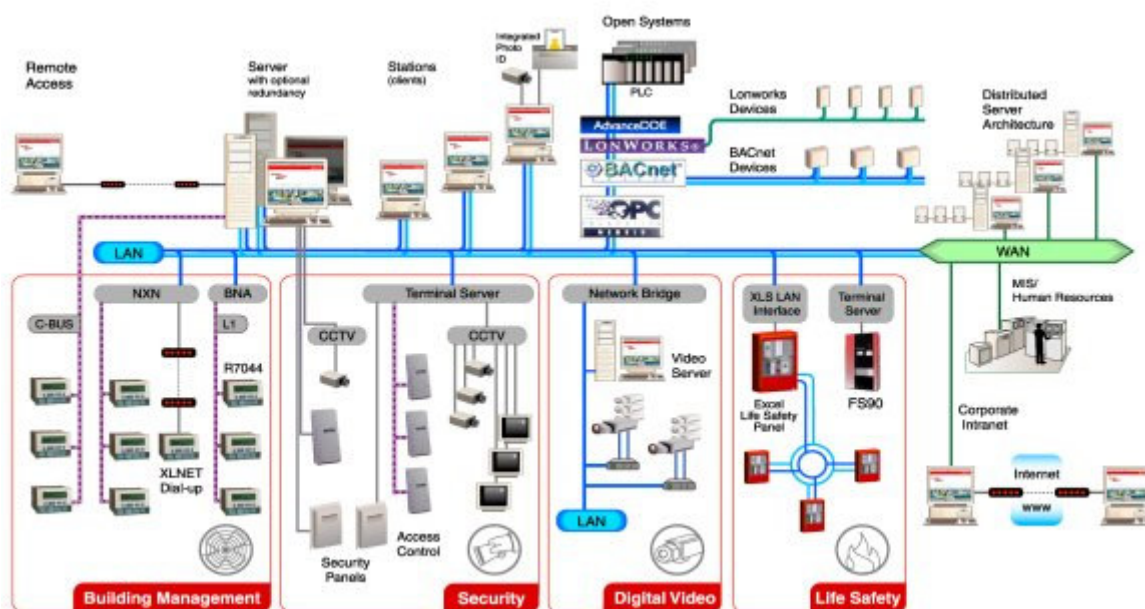 Remote
Access
Server
with optional
redundancy
Stations
(clients)
Integrated
Photo
ID
Open Systems
PLC
AdvanceDDE
LONWORKS®
BACnet™
OPC
Lonworks
Devices
BACnet
Devices
Distributed
Server
Architecture
LAN
WAN
NXN
BNA
C-BUS
L1
R7044
XLNET
Dial-up
Building Management
Terminal Server
CCTV
CCTV
Security
Panels
Access
Control
Security
Network Bridge
Video
Server
LAN
Digital Video
XLS LAN
Interface
Terminal
Server
Excel
Life Safety
Panel
FS90
Life Safety
MIS/
Human Resources
Corporate
Intranet
Internet
www